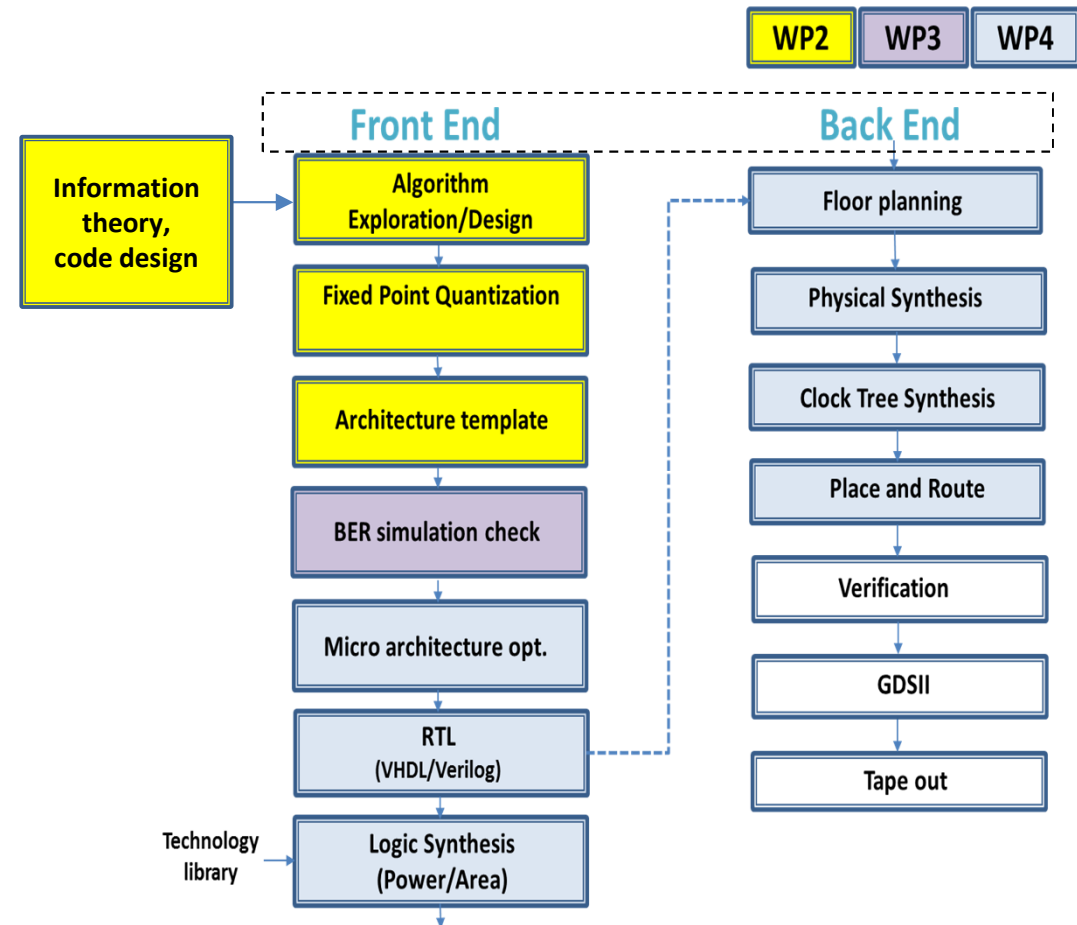 WP2 WP3 WP4
Front End
Back End
Information
theory,
code design
Algorithm
Exploration/Design
Fixed Point Quantization
Architecture template
BER simulation check
Micro architecture opt.
RTL
(VHDL/Verilog)
Technology
library
Logic Synthesis
(Power/Area)
Floor planning
Physical Synthesis
Clock Tree Synthesis
Place and Route
Verification
GDSII
Tape out